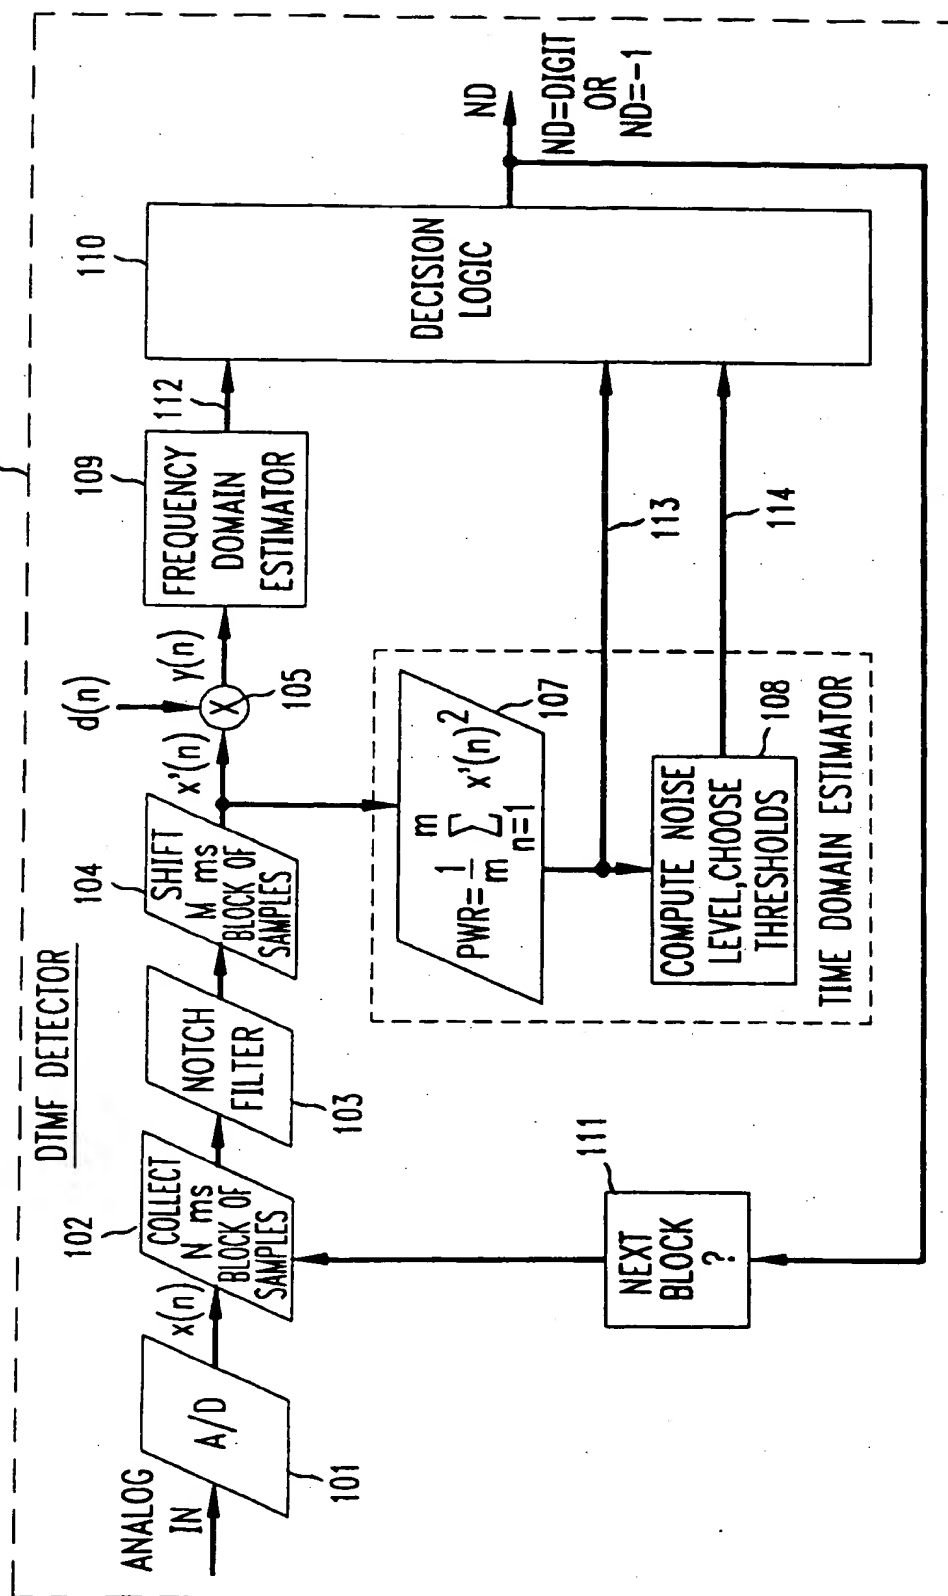 DTMF DETECTOR
ANALOG
IN
A/D
101
x(n)
102
COLLECT
N ms
BLOCK OF
SAMPLES
NOTCH
FILTER
103
104
SHIFT
M ms
BLOCK OF
SAMPLES
x'(n)
d(n)
X
105
y(n)
109
FREQUENCY
DOMAIN
ESTIMATOR
112
110
DECISION
LOGIC
ND
ND=DIGIT
OR
ND=-1
PWR= 1/m m Σ n=1 x'(n)2
107
COMPUTE NOISE
LEVEL,CHOOSE
THRESHOLDS
108
TIME DOMAIN ESTIMATOR
113
114
111
NEXT
BLOCK
?